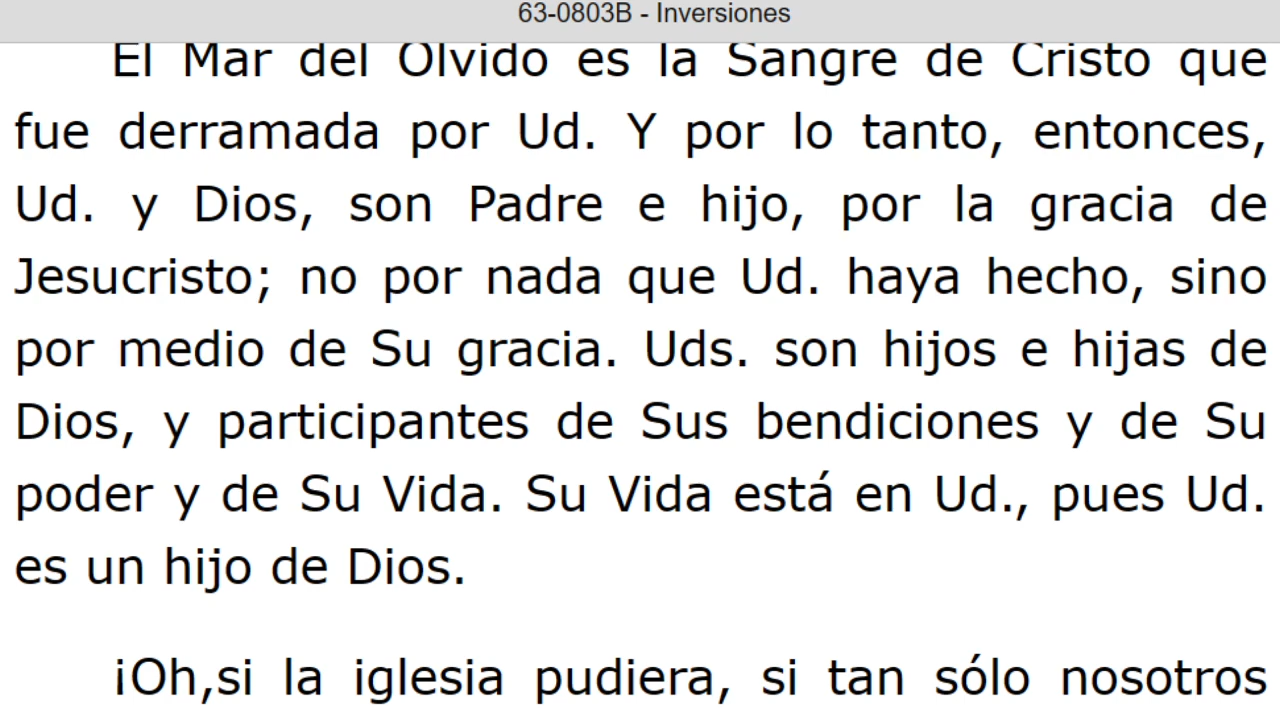 63-0803B - Inversiones
El Mar del Olvido es la Sangre de Cristo que
fue derramada por Ud. Y por lo tanto, entonces,
Ud. y Dios, son Padre e hijo, por la gracia de
Jesucristo; no por nada que Ud. haya hecho, sino
por medio de Su gracia. Uds. son hijos e hijas de
Dios, y participantes de Sus bendiciones y de Su
poder y de Su Vida. Su Vida está en Ud., pues Ud.
es un hijo de Dios.
¡Oh,si la iglesia pudiera, si tan sólo nosotros